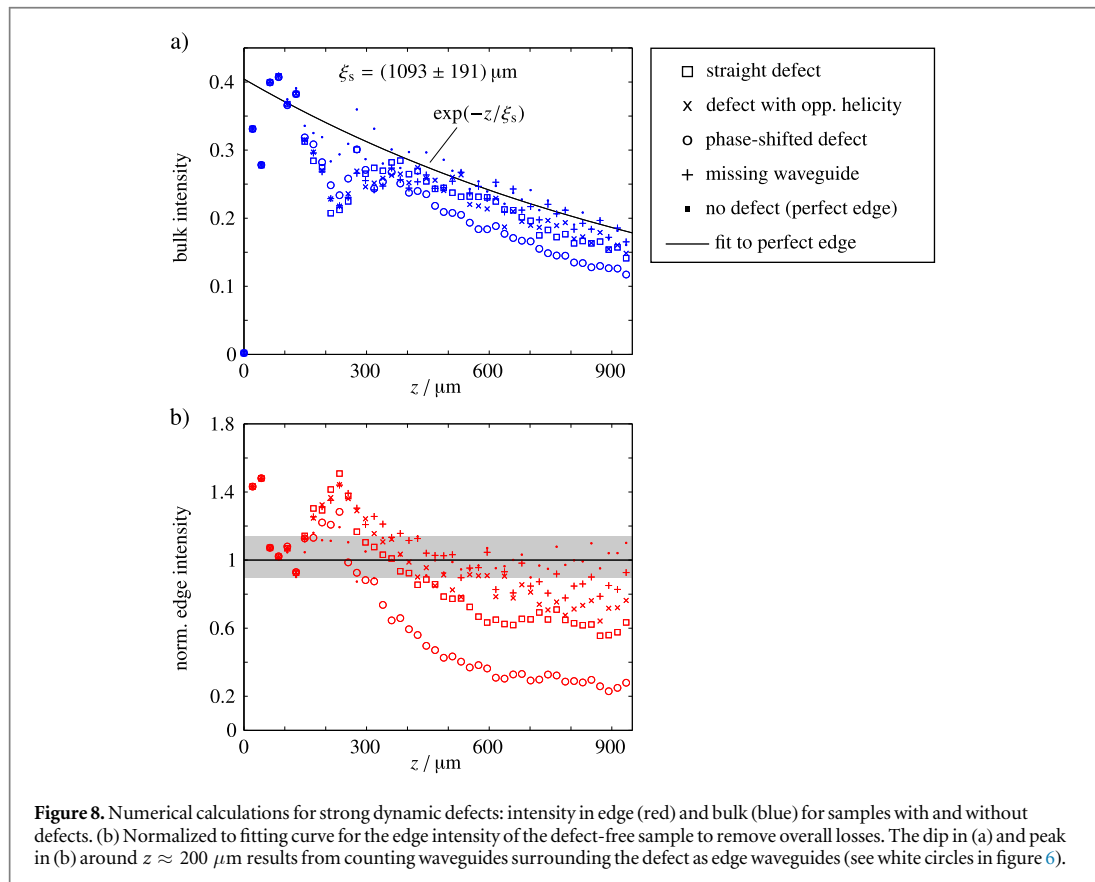 a)
ξs = (1093 ± 191) μm
exp(−z/ξs)
bulk intensity
0.4
0.3
0.2
0.1
0
0
300
600
900
z / μm
straight defect
defect with opp. helicity
phase-shifted defect
missing waveguide
no defect (perfect edge)
fit to perfect edge
b)
norm. edge intensity
1.8
1.4
1
0.6
0.2
0
0
300
600
900
z / μm
Figure 8. Numerical calculations for strong dynamic defects: intensity in edge (red) and bulk (blue) for samples with and without
defects. (b) Normalized to fitting curve for the edge intensity of the defect-free sample to remove overall losses. The dip in (a) and peak
in (b) around z ≈ 200 μm results from counting waveguides surrounding the defect as edge waveguides (see white circles in figure 6).